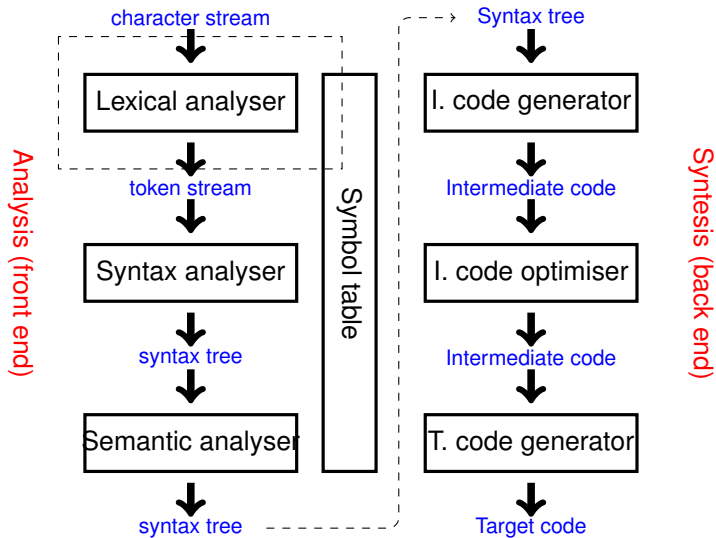 character stream
Lexical analyser
token stream
Syntax analyser
syntax tree
Semantic analyser
syntax tree
Analysis (front end)
Symbol table
Syntax tree
I. code generator
Intermediate code
I. code optimiser
Intermediate code
T. code generator
Target code
Syntesis (back end)